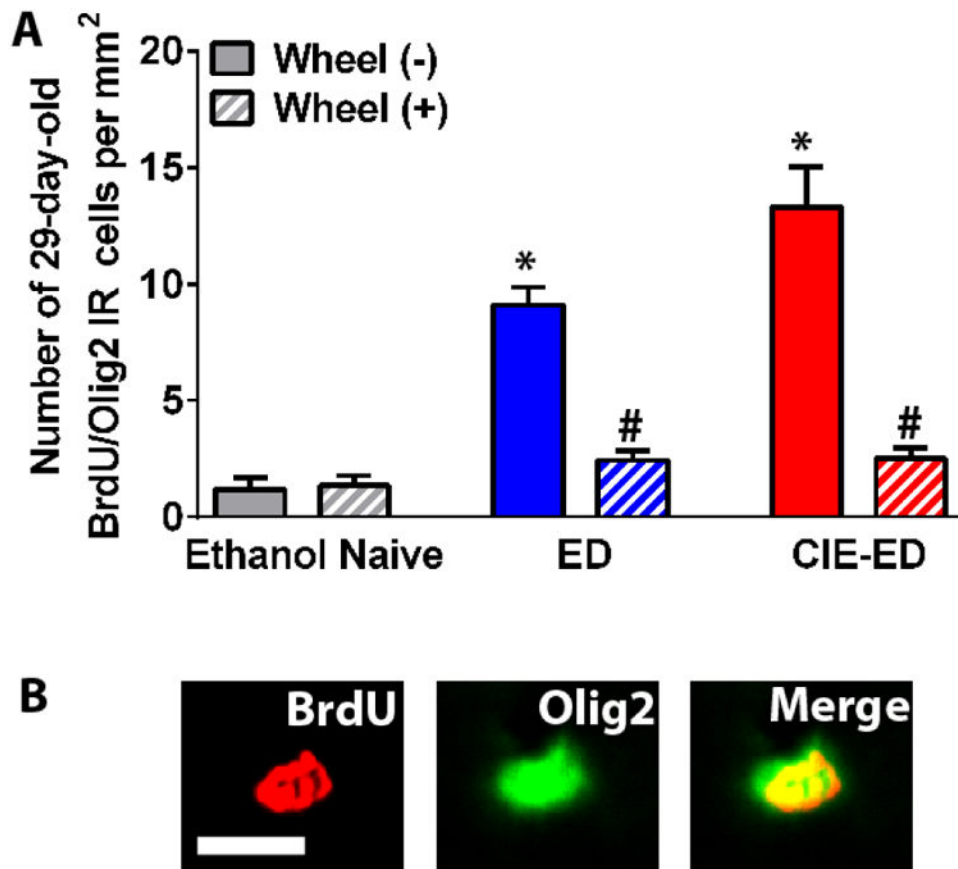 A
Number of 29-day-old
BrdU/Olig2 IR cells per mm²
20
15
10
5
0
Wheel (-)
Wheel (+)
*
#
*
#
Ethanol Naive
ED
CIE-ED
B
BrdU
Olig2
Merge